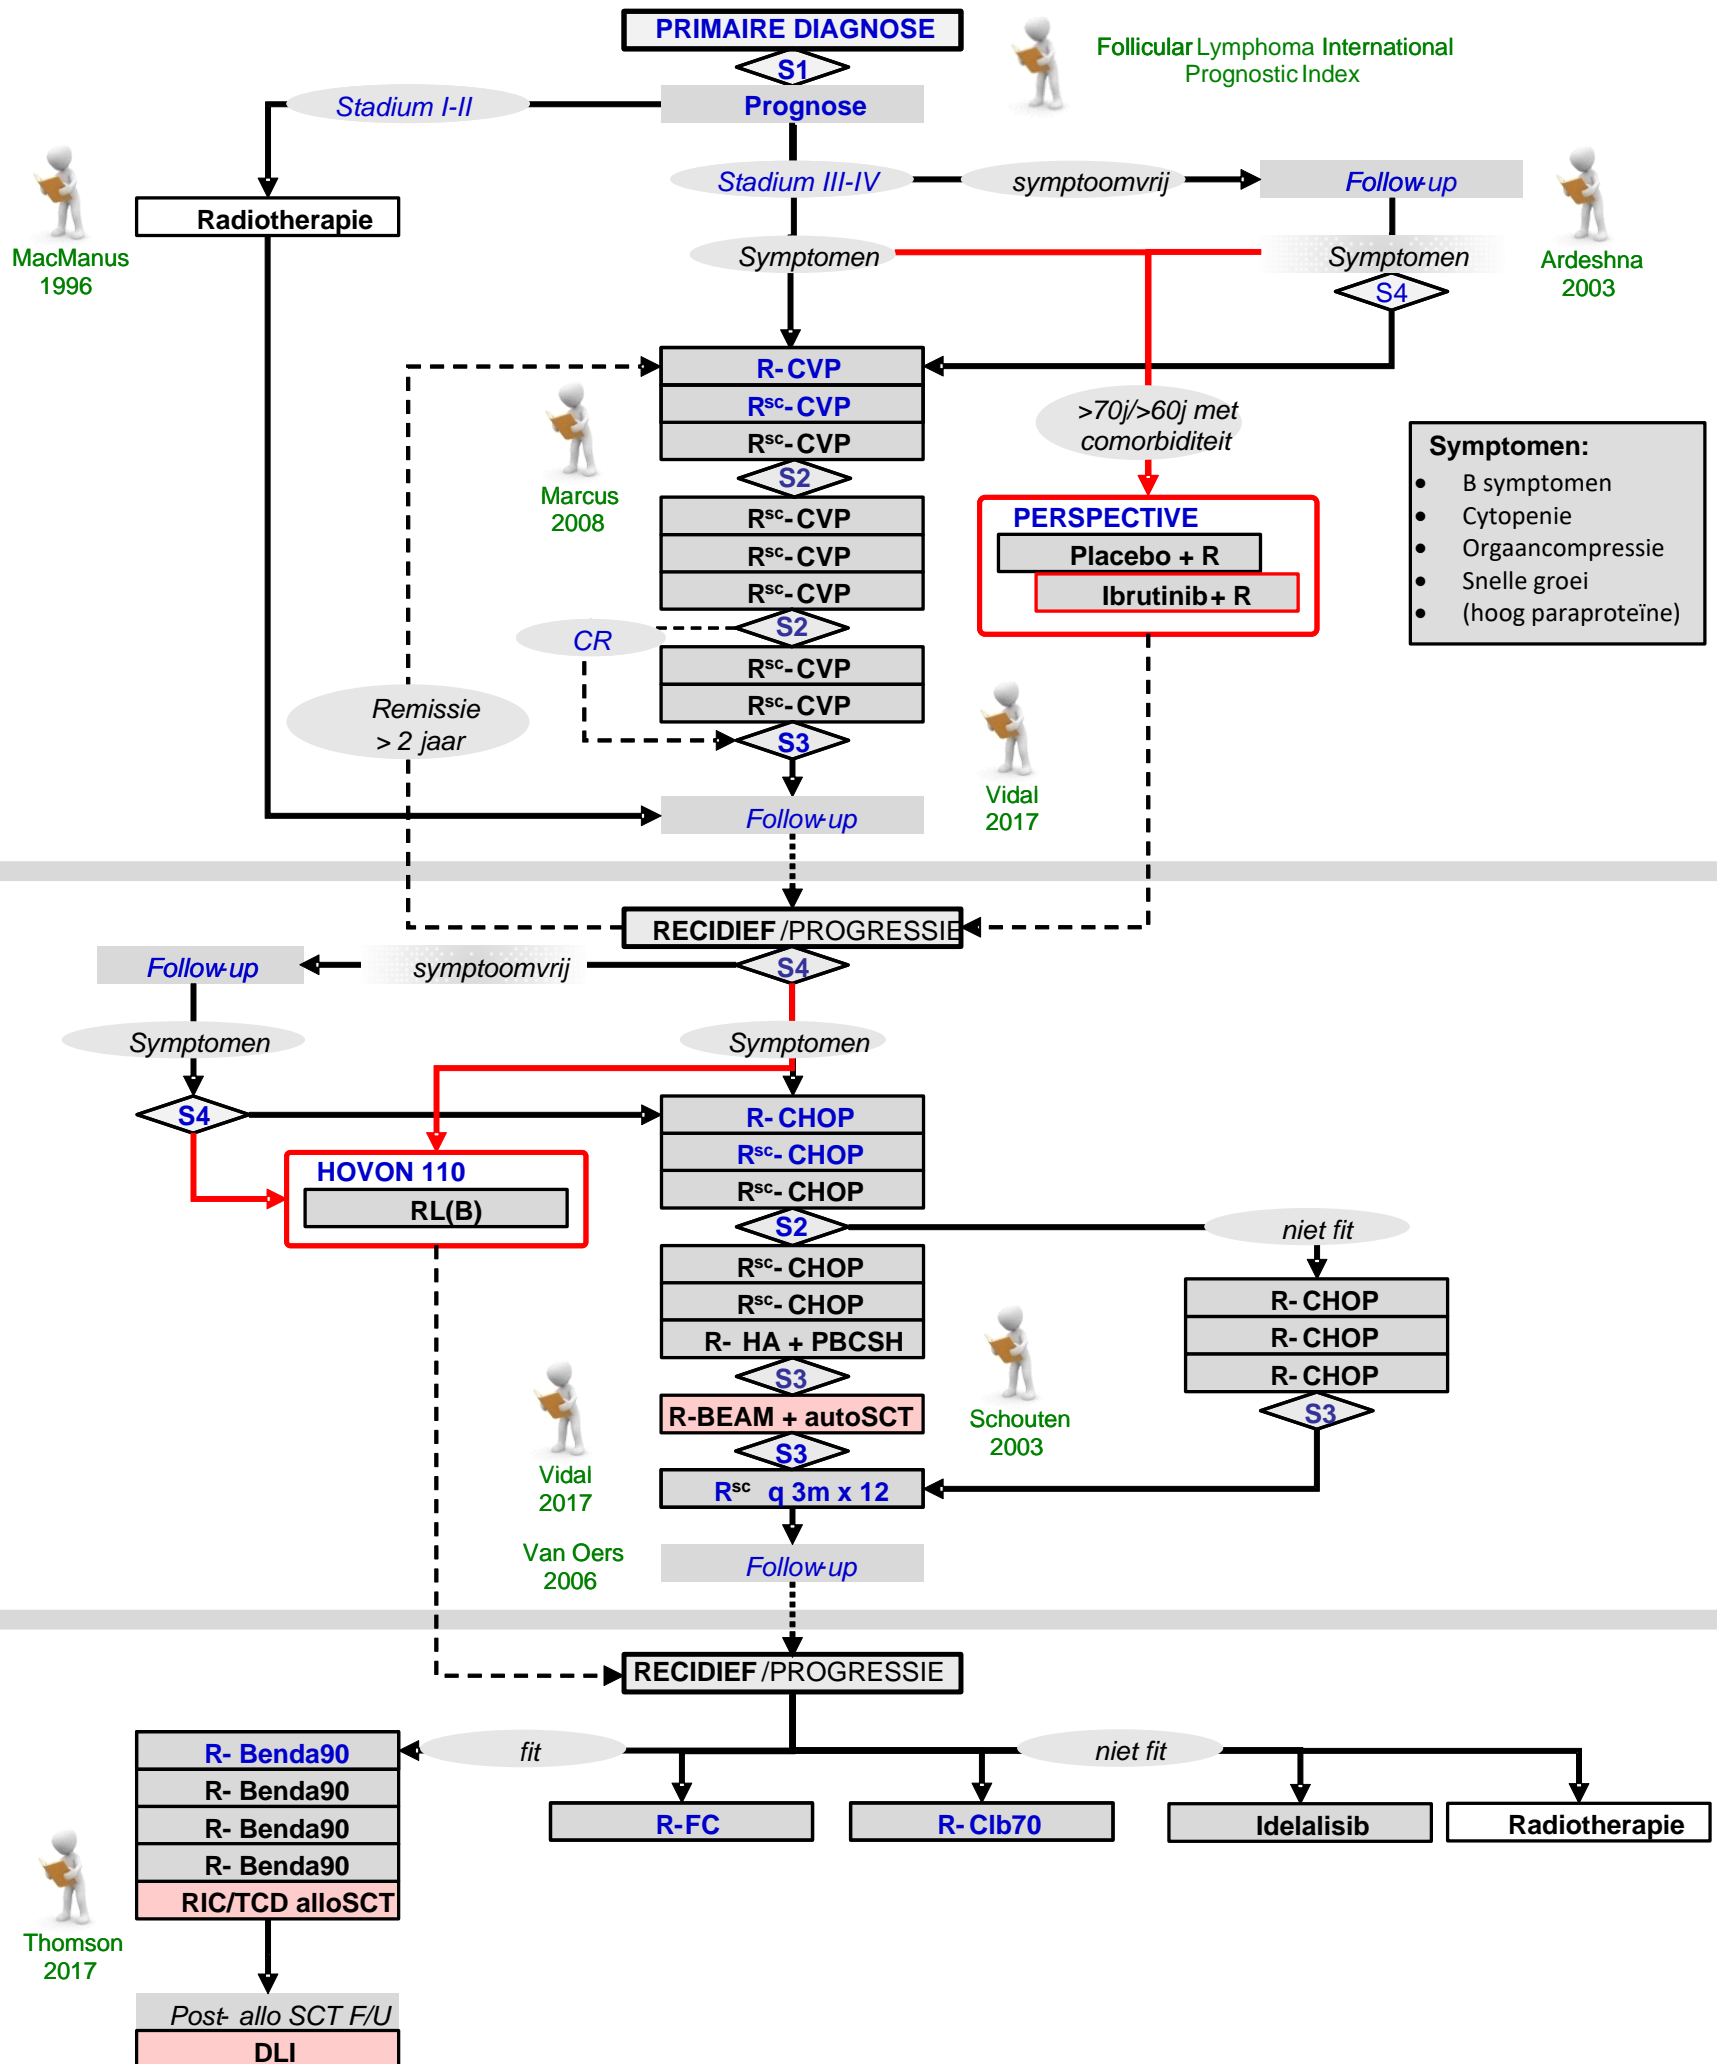 PRIMAIRE DIAGNOSE
Follicular Lymphoma International
Prognostic Index
S1
Prognose
Stadium I-II
Stadium III-IV
symptoomvrij
Follow-up
Radiotherapie
MacManus
1996
Symptomen
Symptomen
Ardeshna
2003
S4
R-CVP
Rsc-CVP
Rsc-CVP
S2
Marcus
2008
>70j/>60j met
comorbiditeit
Symptomen:
• B symptomen
• Cytopenie
• Orgaancompressie
• Snelle groei
• (hoog paraproteïne)
Rsc-CVP
Rsc-CVP
Rsc-CVP
PERSPECTIVE
Placebo + R
Ibrutinib + R
S2
CR
Rsc-CVP
Rsc-CVP
S3
Remissie
> 2 jaar
Vidal
2017
Follow-up
RECIDIEF/PROGRESSIE
S4
symptoomvrij
Follow-up
Symptomen
Symptomen
S4
R-CHOP
Rsc-CHOP
Rsc-CHOP
HOVON 110
RL(B)
S2
niet fit
Rsc-CHOP
Rsc-CHOP
R- HA + PBCSH
R-CHOP
R-CHOP
R-CHOP
S3
S3
R-BEAM + autoSCT
Schouten
2003
S3
Vidal
2017
Rsc q 3m x 12
Van Oers
2006
Follow-up
RECIDIEF/PROGRESSIE
fit
niet fit
R- Benda90
R- Benda90
R- Benda90
R- Benda90
RIC/TCD alloSCT
R-FC
R-Clb70
Idelalisib
Radiotherapie
Thomson
2017
Post- allo SCT F/U
DLI